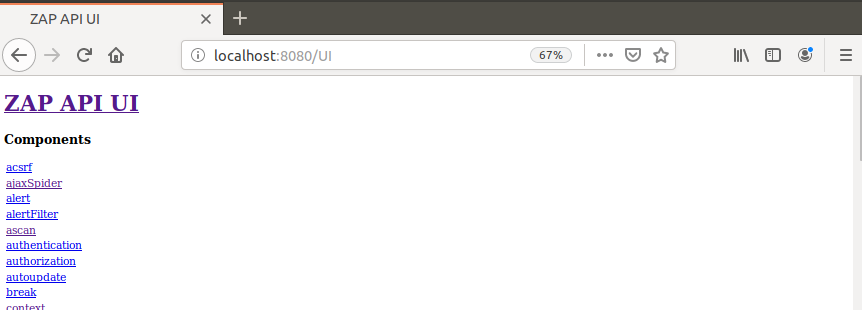 ZAP API UI
localhost:8080/UI
67%
ZAP API UI
Components
acsrf
ajaxSpider
alert
alertFilter
ascan
authentication
authorization
autoupdate
break
context